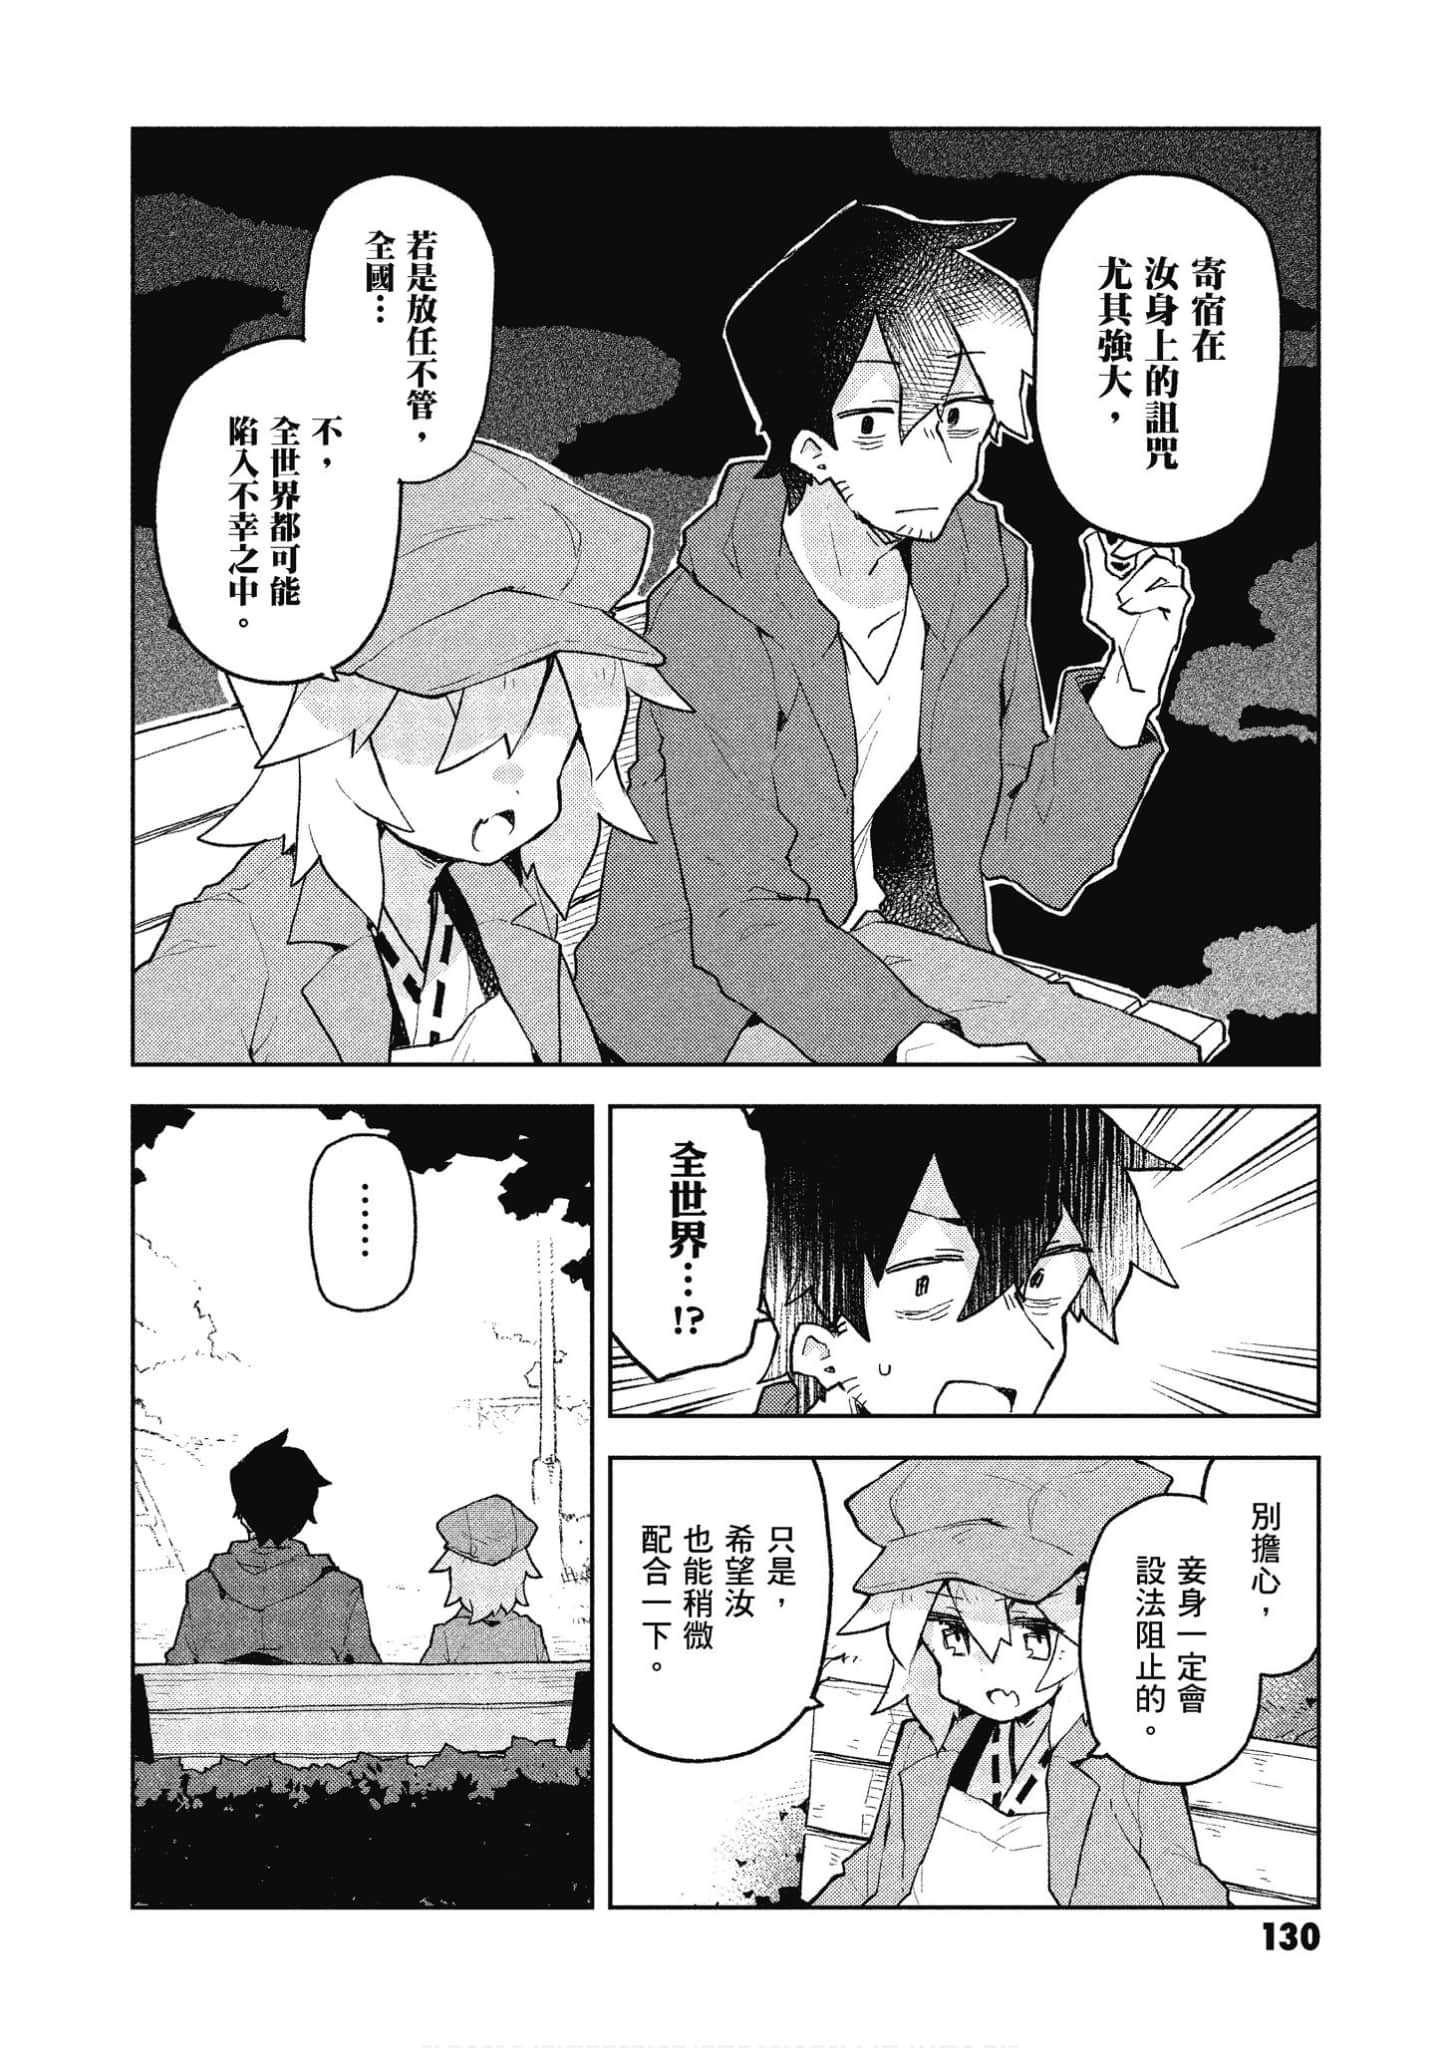 寄宿在
汝身上的詛咒
尤其強大，
若是放任不管，
全國…
不，
全世界都可能
陷入不幸之中。
全世界…!?
別擔心，
妾身一定會
設法阻止的。
只是，
希望汝
也能稍微
配合一下。
……
130